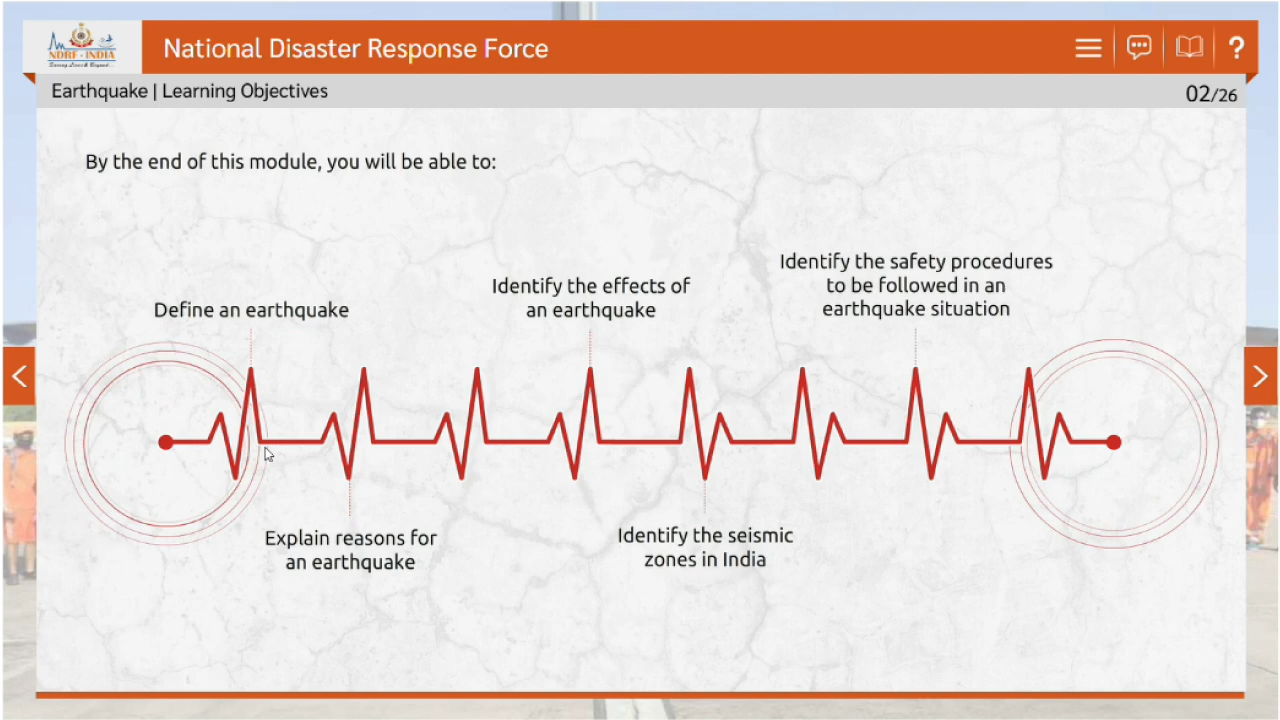 NDRF - INDIA
National Disaster Response Force
?
Earthquake | Learning Objectives
02/26
By the end of this module, you will be able to:
Define an earthquake
Explain reasons for
an earthquake
Identify the effects of
an earthquake
Identify the seismic
zones in India
Identify the safety procedures
to be followed in an
earthquake situation